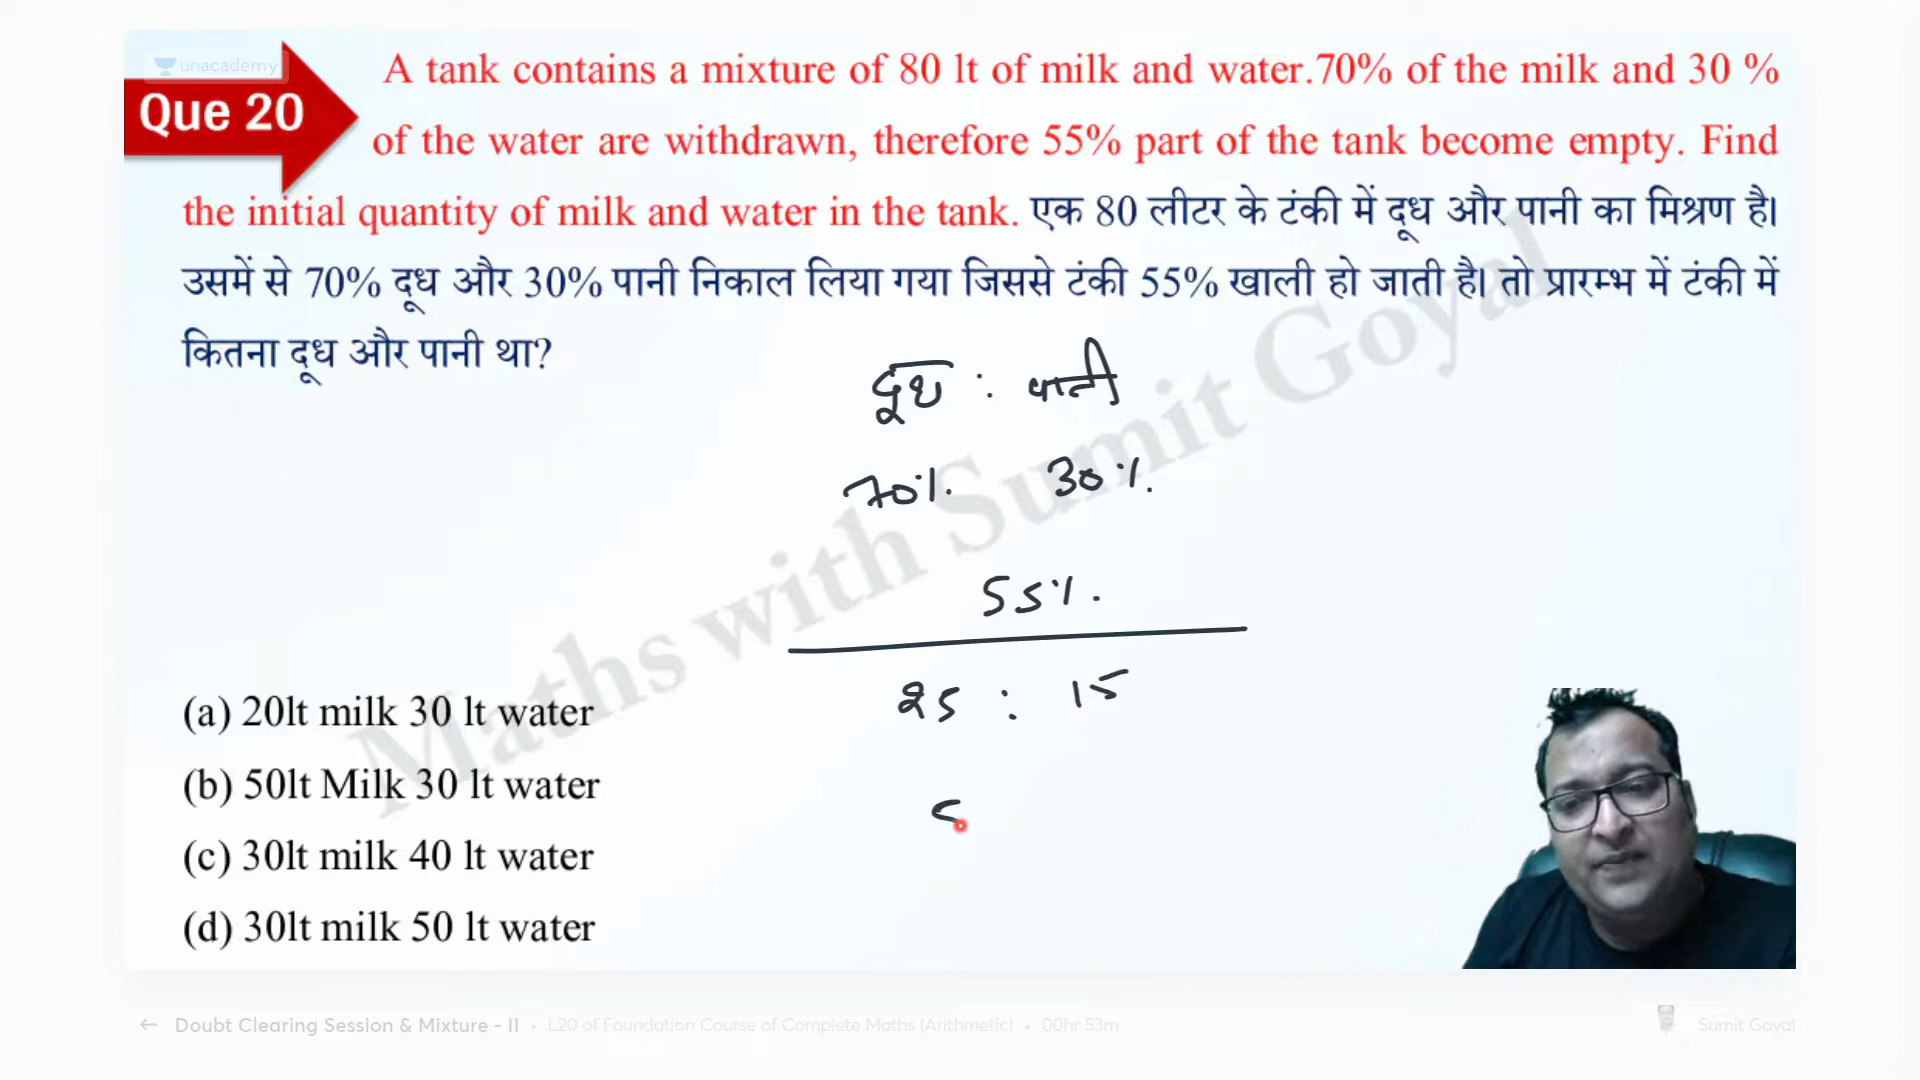 unacademy
Que 20
A tank contains a mixture of 80 lt of milk and water.70% of the milk and 30 %
of the water are withdrawn, therefore 55% part of the tank become empty. Find
the initial quantity of milk and water in the tank. एक 80 लीटर के टंकी में दूध और पानी का मिश्रण है।
उसमें से 70% दूध और 30% पानी निकाल लिया गया जिससे टंकी 55% खाली हो जाती है। तो प्रारम्भ में टंकी में
कितना दूध और पानी था?
दूध : पानी
70% 30%
55%
25 : 15
5
Maths with Sumit Goyal
(a) 20lt milk 30 lt water
(b) 50lt Milk 30 lt water
(c) 30lt milk 40 lt water
(d) 30lt milk 50 lt water
← Doubt Clearing Session & Mixture - II • L20 of Foundation Course of Complete Maths (Arithmetic) • 00hr 53m
Sumit Goyal